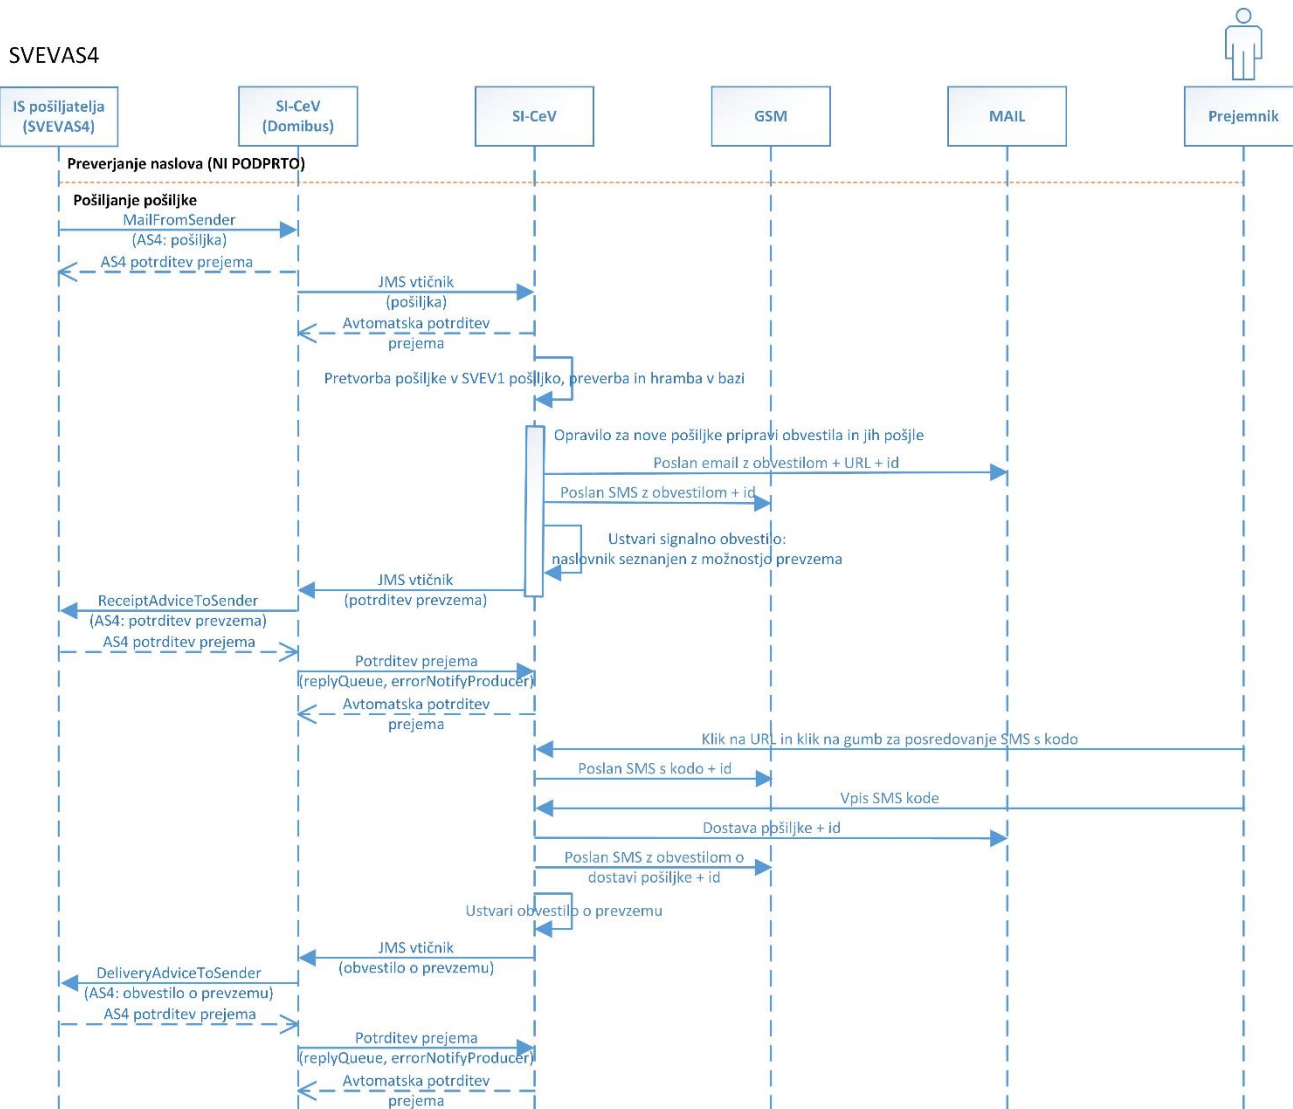 SVEVAS4
IS pošiljatelja
(SVEVAS4)
SI-CeV
(Domibus)
SI-CeV
GSM
MAIL
Prejemnik
Preverjanje naslova (NI PODPRTO)
Pošiljanje pošiljke
MailFromSender
(AS4: pošiljka)
AS4 potrditev prejema
JMS vtičnik
(pošiljka)
Avtomatska potrditev
prejema
Pretvorba pošiljke v SVEV1 pošiljko, preverba in hramba v bazi
Opravilo za nove pošiljke pripravi obvestila in jih pošjle
Poslan email z obvestilom + URL + id
Poslan SMS z obvestilom + id
Ustvari signalno obvestilo:
naslovnik seznanjen z možnostjo prevzema
JMS vtičnik
(potrditev prevzema)
ReceiptAdviceToSender
(AS4: potrditev prevzema)
AS4 potrditev prejema
Potrditev prejema
(replyQueue, errorNotifyProducer)
Avtomatska potrditev
prejema
Klik na URL in klik na gumb za posredovanje SMS s kodo
Poslan SMS s kodo + id
Vpis SMS kode
Dostava pošiljke + id
Poslan SMS z obvestilom o
dostavi pošiljke + id
Ustvari obvestilo o prevzemu
JMS vtičnik
(obvestilo o prevzemu)
DeliveryAdviceToSender
(AS4: obvestilo o prevzemu)
AS4 potrditev prejema
Potrditev prejema
(replyQueue, errorNotifyProducer)
Avtomatska potrditev
prejema